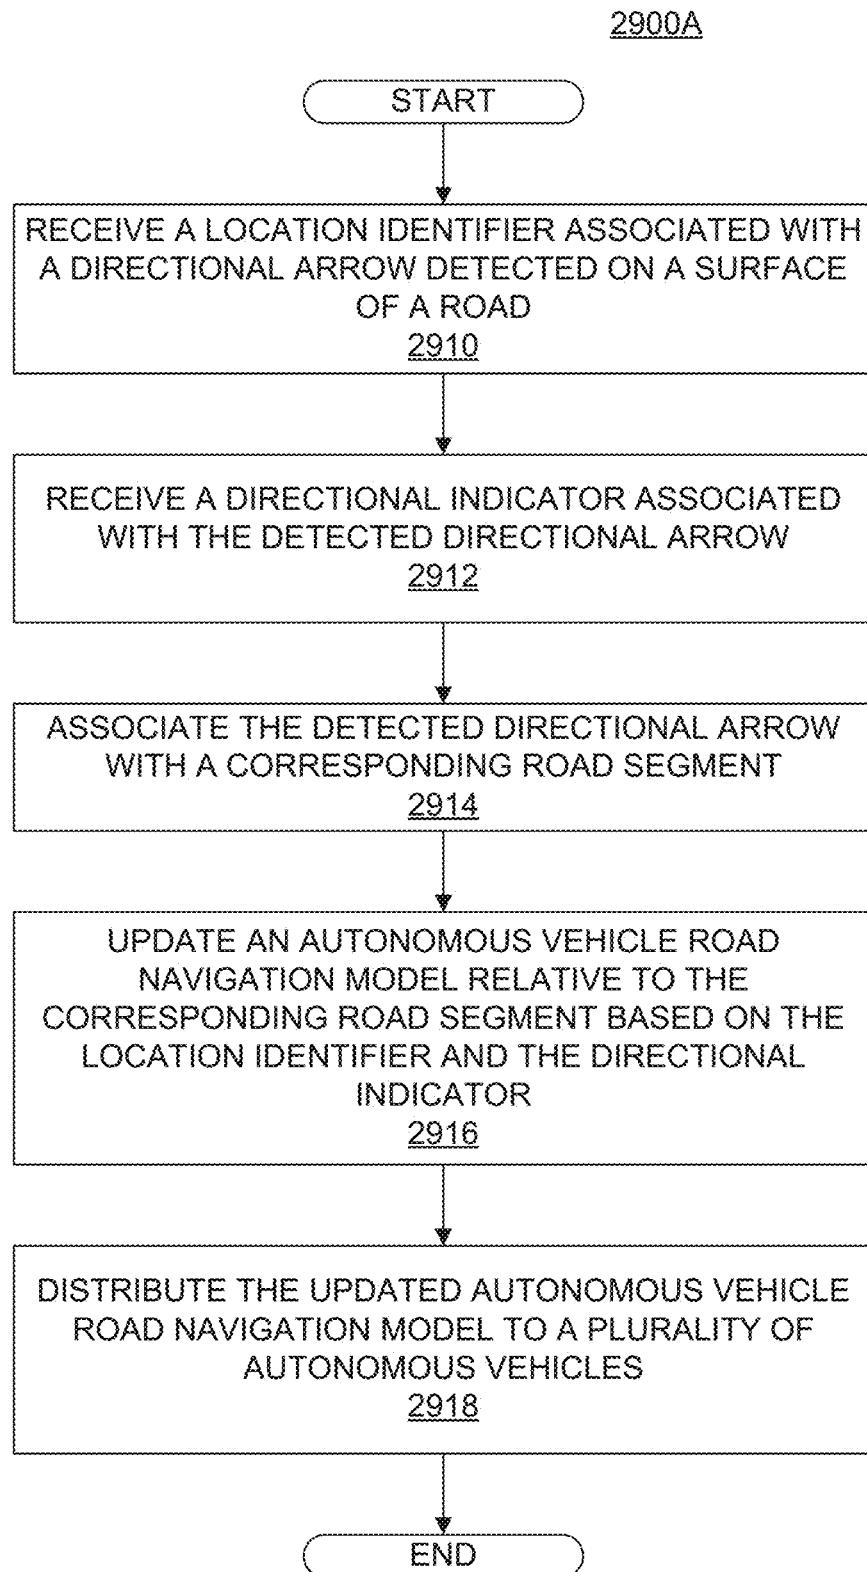 2900A
START
RECEIVE A LOCATION IDENTIFIER ASSOCIATED WITH
A DIRECTIONAL ARROW DETECTED ON A SURFACE
OF A ROAD
2910
RECEIVE A DIRECTIONAL INDICATOR ASSOCIATED
WITH THE DETECTED DIRECTIONAL ARROW
2912
ASSOCIATE THE DETECTED DIRECTIONAL ARROW
WITH A CORRESPONDING ROAD SEGMENT
2914
UPDATE AN AUTONOMOUS VEHICLE ROAD
NAVIGATION MODEL RELATIVE TO THE
CORRESPONDING ROAD SEGMENT BASED ON THE
LOCATION IDENTIFIER AND THE DIRECTIONAL
INDICATOR
2916
DISTRIBUTE THE UPDATED AUTONOMOUS VEHICLE
ROAD NAVIGATION MODEL TO A PLURALITY OF
AUTONOMOUS VEHICLES
2918
END